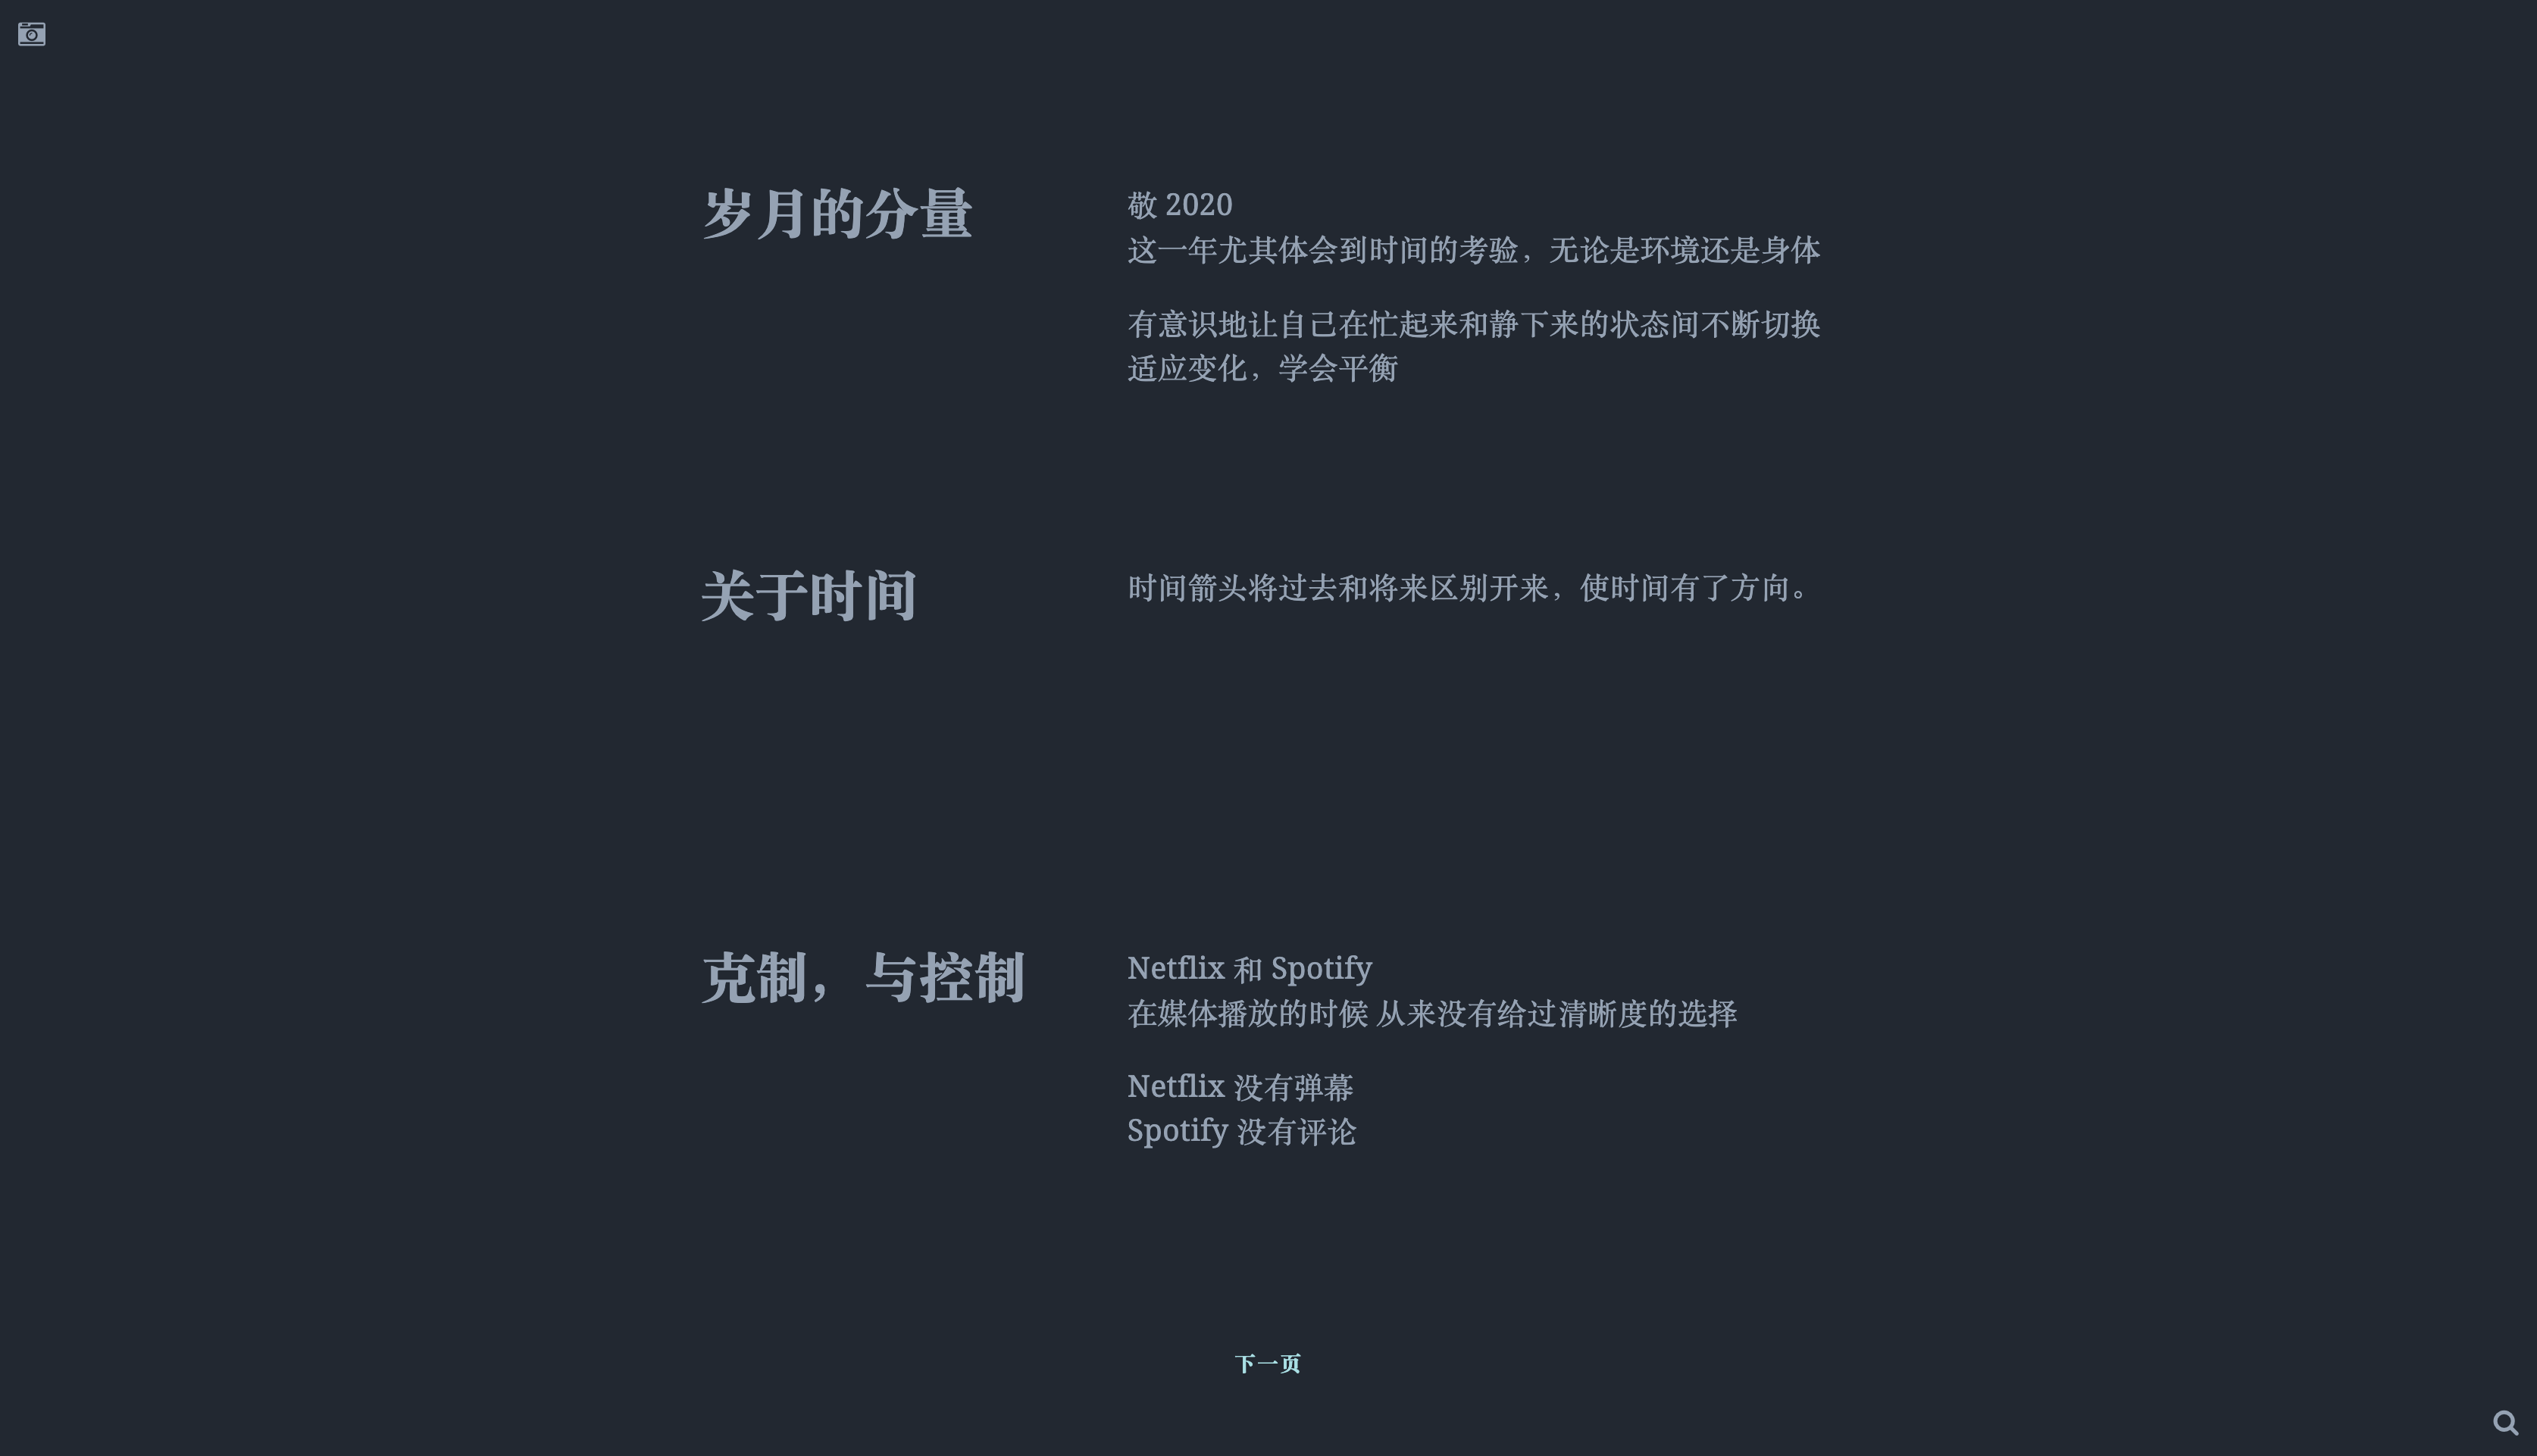 岁月的分量
敬 2020
这一年尤其体会到时间的考验，无论是环境还是身体
有意识地让自己在忙起来和静下来的状态间不断切换
适应变化，学会平衡
关于时间
时间箭头将过去和将来区别开来，使时间有了方向。
克制，与控制
Netflix 和 Spotify
在媒体播放的时候 从来没有给过清晰度的选择
Netflix 没有弹幕
Spotify 没有评论
下一页